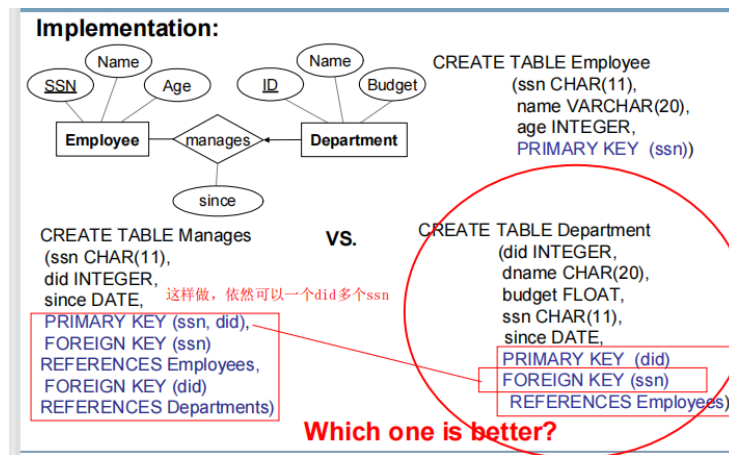 Implementation:
Name
SSN
Age
Employee
manages
since
Name
ID
Budget
Department
CREATE TABLE Employee
(ssn CHAR(11),
name VARCHAR(20),
age INTEGER,
PRIMARY KEY (ssn))
CREATE TABLE Manages
(ssn CHAR(11),
did INTEGER,
since DATE,
这样做，依然可以一个did多个ssn
PRIMARY KEY (ssn, did),
FOREIGN KEY (ssn)
REFERENCES Employees,
FOREIGN KEY (did)
REFERENCES Departments)
VS.
CREATE TABLE Department
(did INTEGER,
dname CHAR(20),
budget FLOAT,
ssn CHAR(11),
since DATE,
PRIMARY KEY (did)
FOREIGN KEY (ssn)
REFERENCES Employees)
Which one is better?